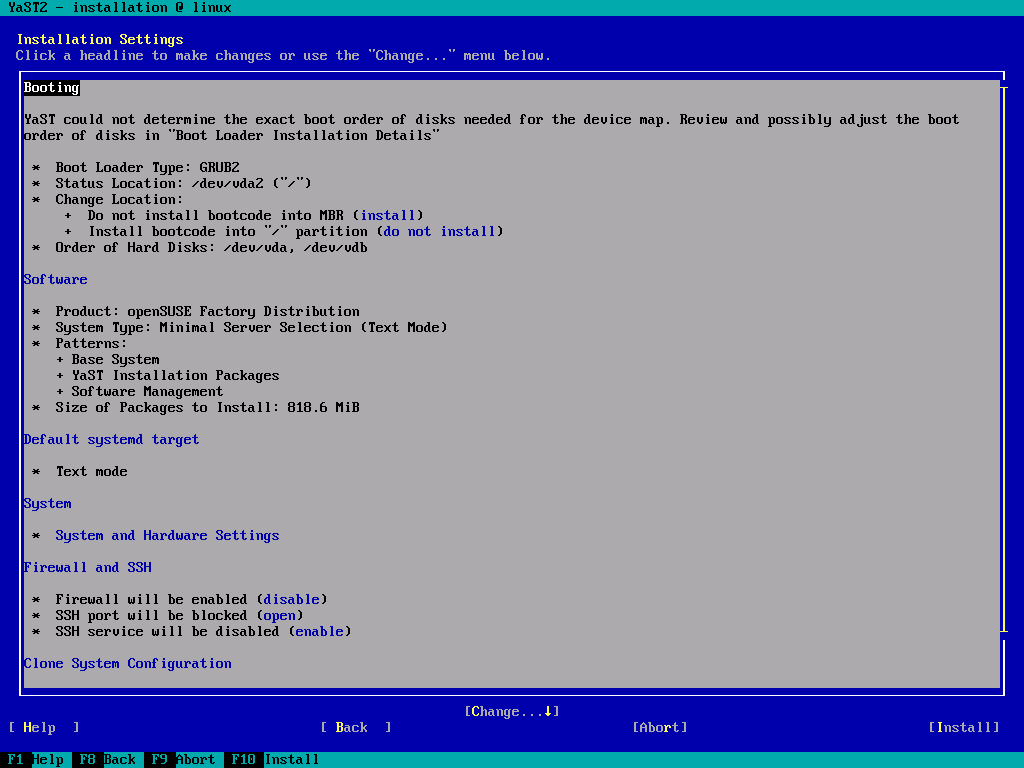 YaST2 - installation @ linux
Installation Settings
Click a headline to make changes or use the "Change..." menu below.
Booting
YaST could not determine the exact boot order of disks needed for the device map. Review and possibly adjust the boot
order of disks in "Boot Loader Installation Details"
* Boot Loader Type: GRUB2
* Status Location: /dev/vda2 ("/")
* Change Location:
+ Do not install bootcode into MBR (install)
+ Install bootcode into "/" partition (do not install)
* Order of Hard Disks: /dev/vda, /dev/vdb
Software
* Product: openSUSE Factory Distribution
* System Type: Minimal Server Selection (Text Mode)
* Patterns:
+ Base System
+ YaST Installation Packages
+ Software Management
* Size of Packages to Install: 818.6 MiB
Default systemd target
* Text mode
System
* System and Hardware Settings
Firewall and SSH
* Firewall will be enabled (disable)
* SSH port will be blocked (open)
* SSH service will be disabled (enable)
Clone System Configuration
[Change...↓]
[ Help ] [ Back ] [Abort] [Install]
F1 Help F8 Back F9 Abort F10 Install